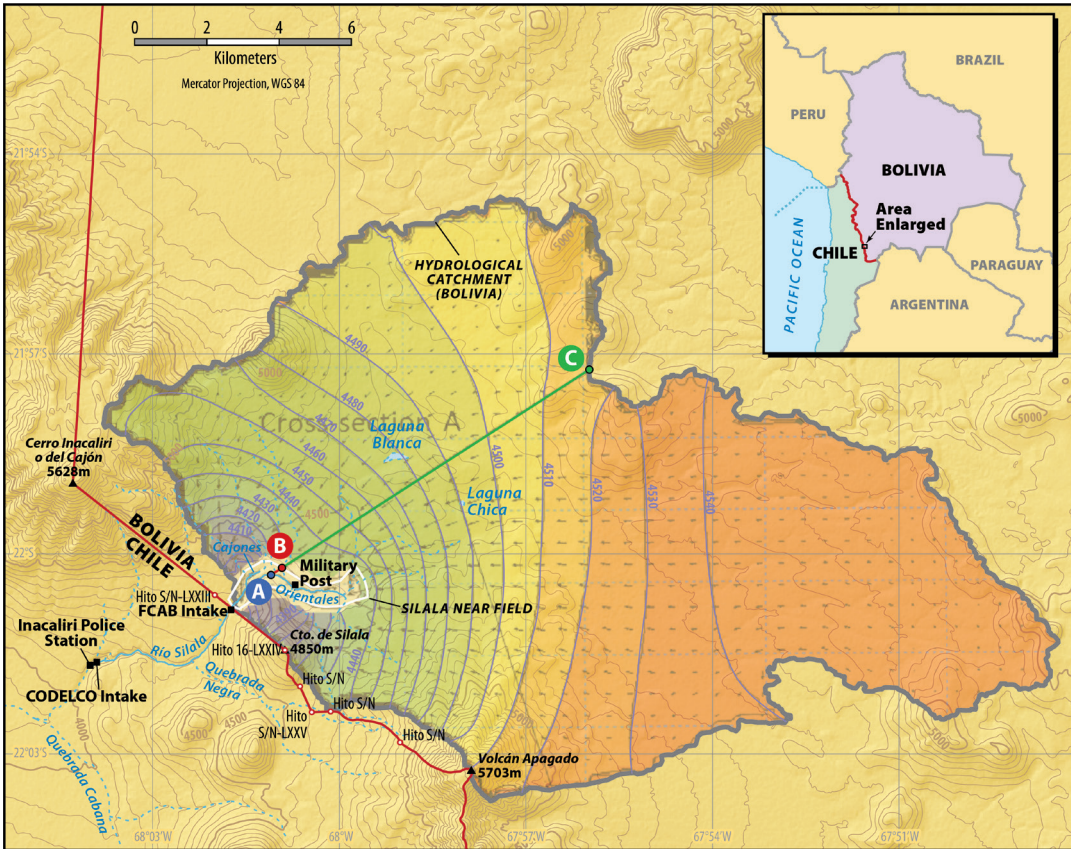 0 2 4 6
Kilometers
Mercator Projection, WGS 84
BRAZIL
PERU
BOLIVIA
Area
Enlarged
CHILE
PACIFIC OCEAN
PARAGUAY
ARGENTINA
5000
21°54'S
5000
HYDROLOGICAL
CATCHMENT
(BOLIVIA)
21°57'S
4490
C
5000
4480
Cross-section A
4470
Laguna
Blanca
5000
Cerro Inacaliri
o del Cajón
5628m
4460
4500
4450
4510
4440
4430
Laguna
Chica
4520
4530
4540
4420
4500
4410
BOLIVIA
CHILE
Cajones
B
22°S
Military
Post
A
Orientales
Hito S/N-LXXIII
FCAB Intake
SILALA NEAR FIELD
Inacaliri Police
Station
Río Silala
Cto. de Silala
4850m
Hito 16-LXXIV
4440
CODELCO Intake
Quebrada
Negra
Hito S/N
4000
Hito
S/N-LXXV
Hito S/N
4500
4500
Hito S/N
5000
22°03'S
Volcán Apagado
5703m
5000
Quebrada Cabana
68°03'W
68°W
67°57'W
67°54'W
67°51'W